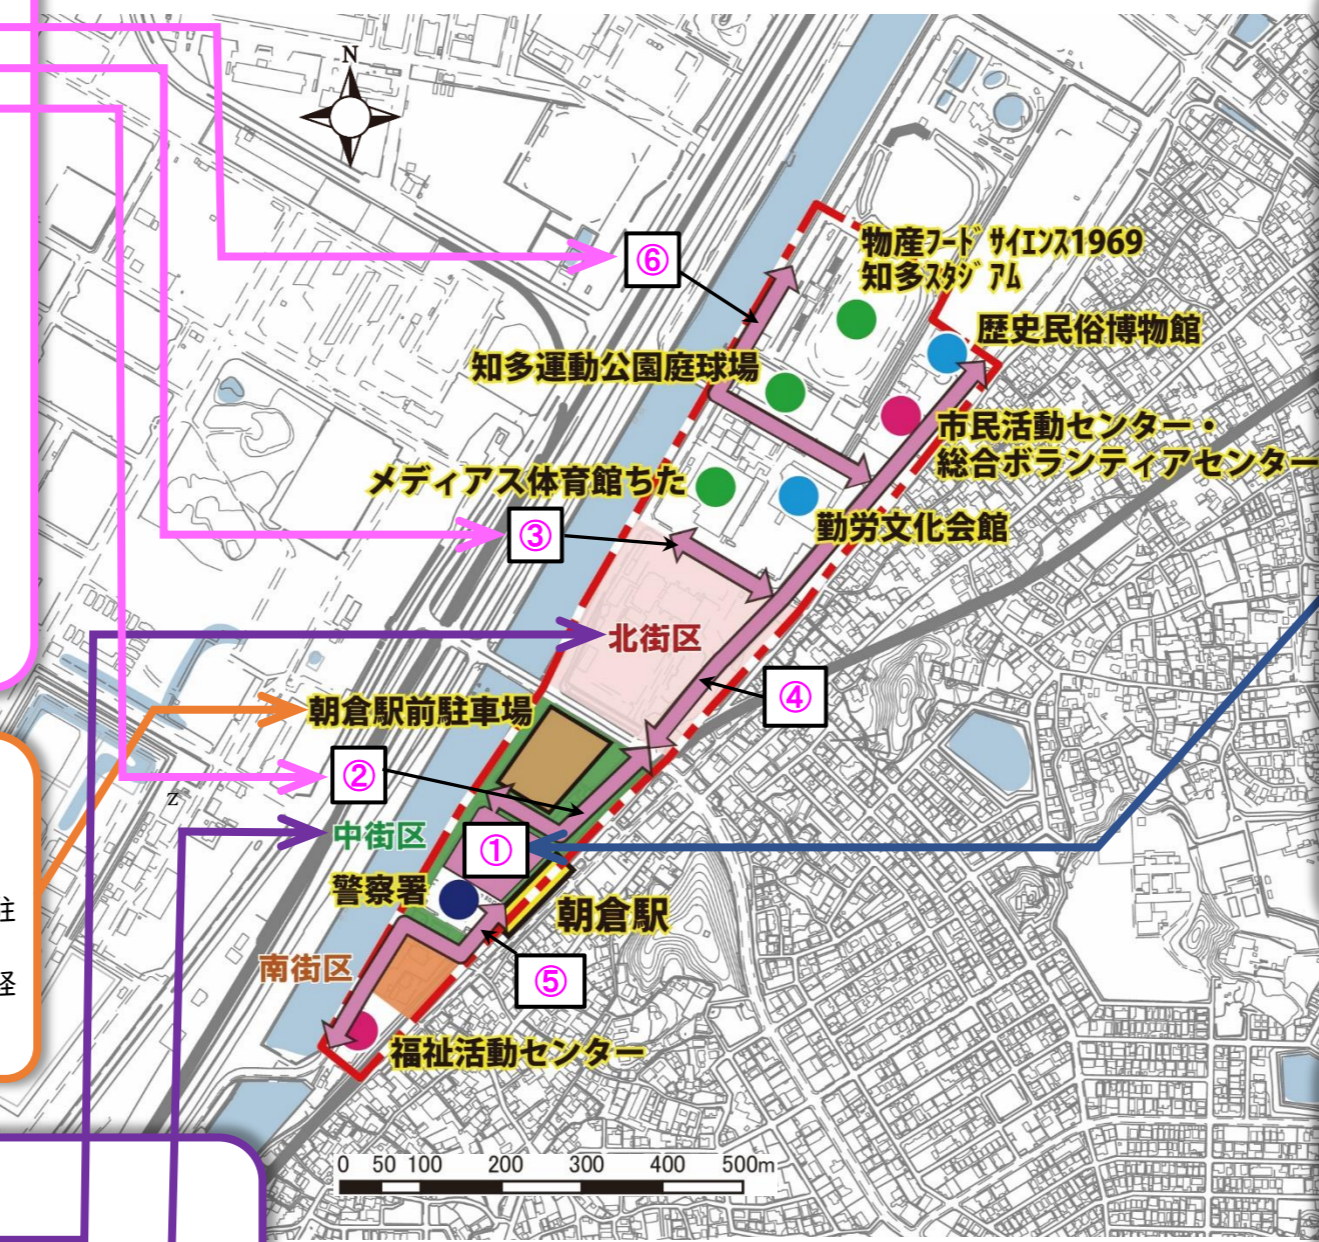 N
⑥
物産フードサイエンス1969
知多スタジアム
歴史民俗博物館
知多運動公園庭球場
市民活動センター・
総合ボランティアセンター
メディアス体育館ちた
勤労文化会館
③
北街区
④
朝倉駅前駐車場
②
Z
中街区
①
警察署
朝倉駅
南街区
⑤
福祉活動センター
0 50 100 200 300 400 500m